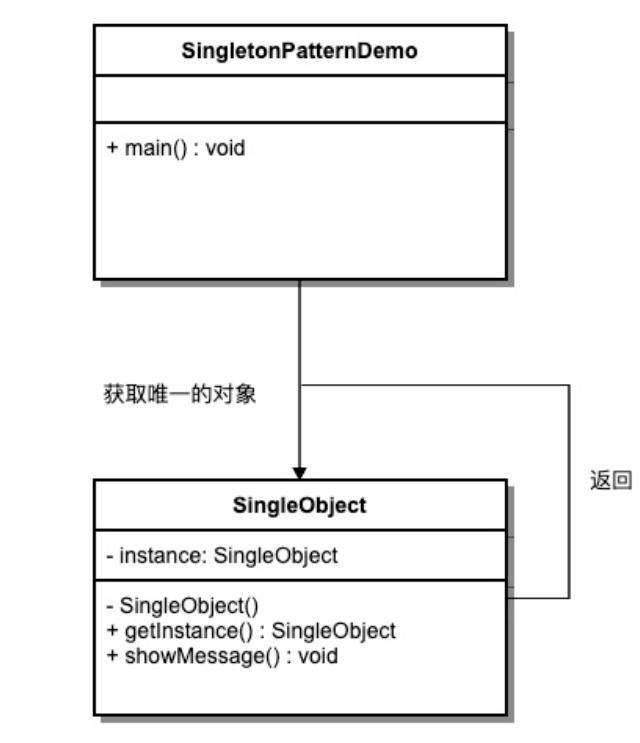 SingletonPatternDemo
+ main() : void
获取唯一的对象
返回
SingleObject
- instance: SingleObject
- SingleObject()
+ getInstance() : SingleObject
+ showMessage() : void